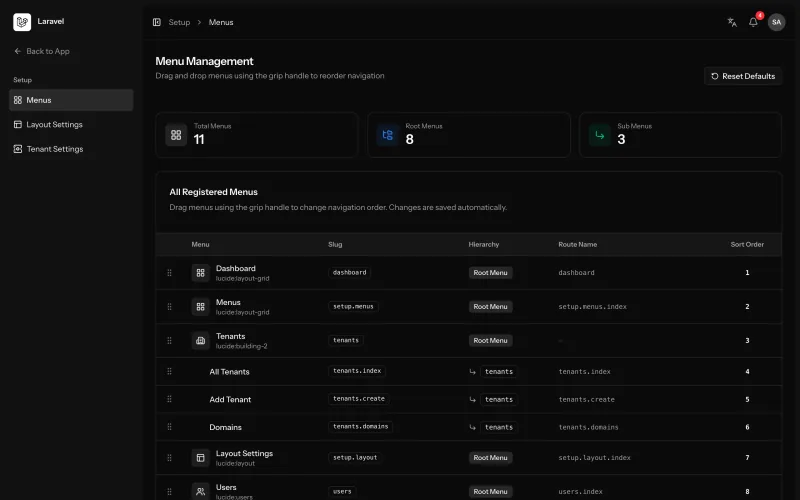 Laravel
Back to App
Setup
Menus
Layout Settings
Tenant Settings
Setup > Menus
4
SA
Menu Management
Drag and drop menus using the grip handle to reorder navigation
Reset Defaults
Total Menus
11
Root Menus
8
Sub Menus
3
All Registered Menus
Drag menus using the grip handle to change navigation order. Changes are saved automatically.
Menu Slug Hierarchy Route Name Sort Order
Dashboard
lucide:layout-grid
dashboard Root Menu dashboard 1
Menus
lucide:layout-grid
setup.menus Root Menu setup.menus.index 2
Tenants
lucide:building-2
tenants Root Menu – 3
All Tenants tenants.index tenants tenants.index 4
Add Tenant tenants.create tenants tenants.create 5
Domains tenants.domains tenants tenants.domains 6
Layout Settings
lucide:layout
setup.layout Root Menu setup.layout.index 7
Users
lucide:users
users Root Menu users.index 8